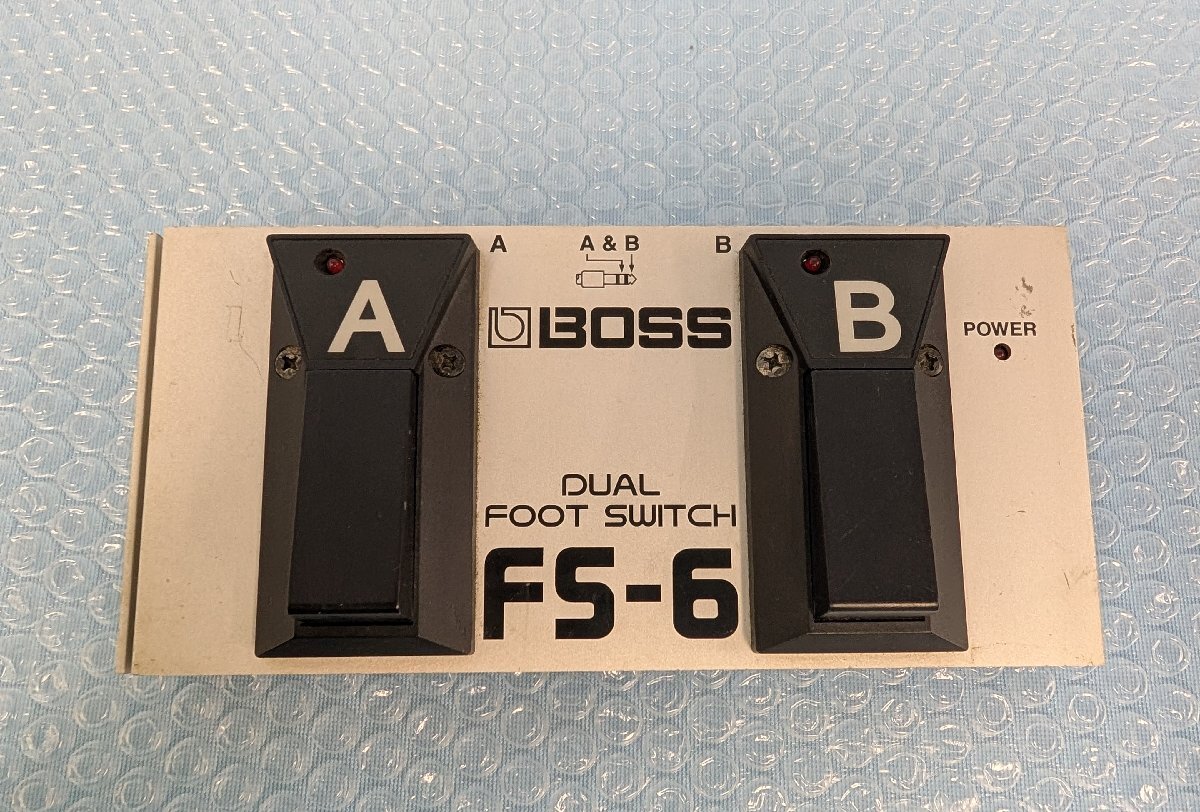 A A & B B
BOSS
A
B
POWER
DUAL
FOOT SWITCH
FS-6